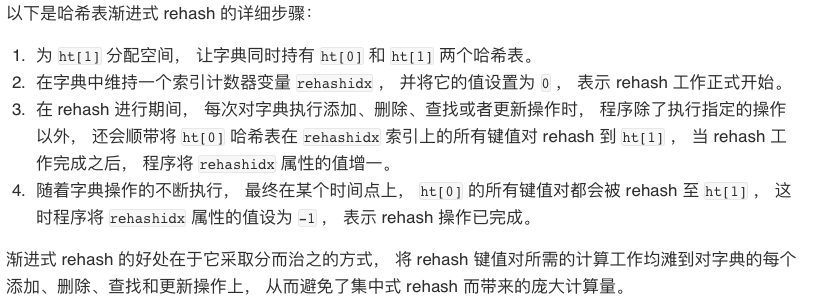 以下是哈希表渐进式 rehash 的详细步骤：
1. 为 ht[1] 分配空间， 让字典同时持有 ht[0] 和 ht[1] 两个哈希表。
2. 在字典中维持一个索引计数器变量 rehashidx ， 并将它的值设置为 0 ， 表示 rehash 工作正式开始。
3. 在 rehash 进行期间， 每次对字典执行添加、删除、查找或者更新操作时， 程序除了执行指定的操作
以外， 还会顺带将 ht[0] 哈希表在 rehashidx 索引上的所有键值对 rehash 到 ht[1] ， 当 rehash 工
作完成之后， 程序将 rehashidx 属性的值增一。
4. 随着字典操作的不断执行， 最终在某个时间点上， ht[0] 的所有键值对都会被 rehash 至 ht[1] ， 这
时程序将 rehashidx 属性的值设为 -1 ， 表示 rehash 操作已完成。
渐进式 rehash 的好处在于它采取分而治之的方式， 将 rehash 键值对所需的计算工作均滩到对字典的每个
添加、删除、查找和更新操作上， 从而避免了集中式 rehash 而带来的庞大计算量。